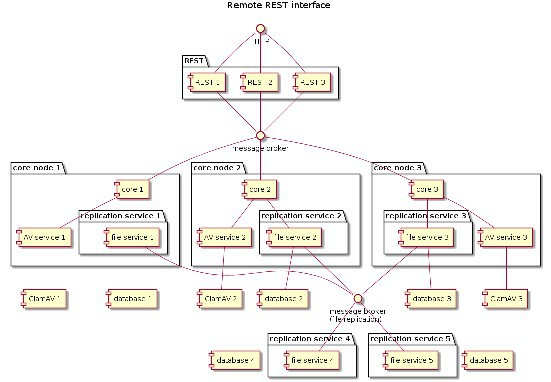 Remote REST interface
HTTP
REST
REST 1
REST 2
REST 3
message broker
core node 1
core node 2
core node 3
core 1
core 2
core 3
replication service 1
replication service 2
replication service 3
AV service 1
file service 1
AV service 2
file service 2
file service 3
AV service 3
ClamAV 1
database 1
ClamAV 2
database 2
database 3
ClamAV 3
message broker
(file replication)
replication service 4
replication service 5
database 4
file service 4
file service 5
database 5